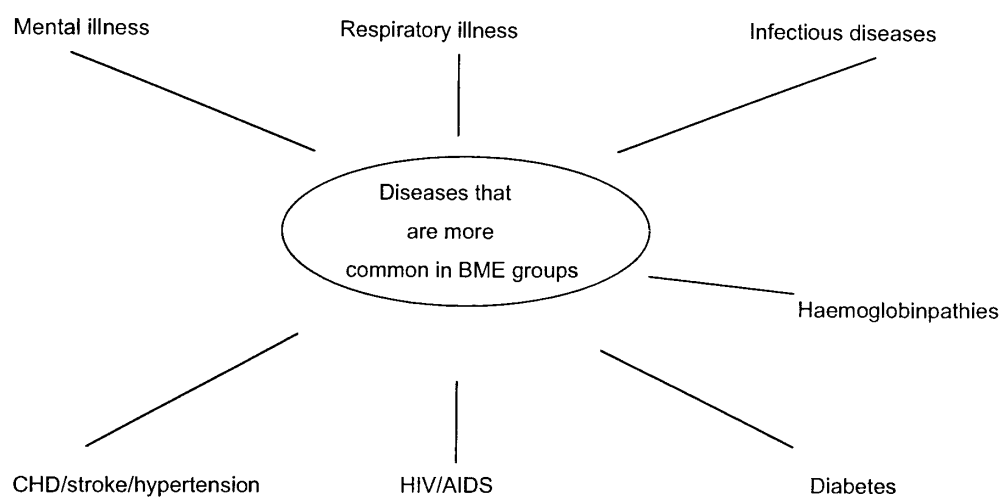 Mental illness
Respiratory illness
Infectious diseases
Diseases that
are more
common in BME groups
Haemoglobinpathies
CHD/stroke/hypertension
HIV/AIDS
Diabetes